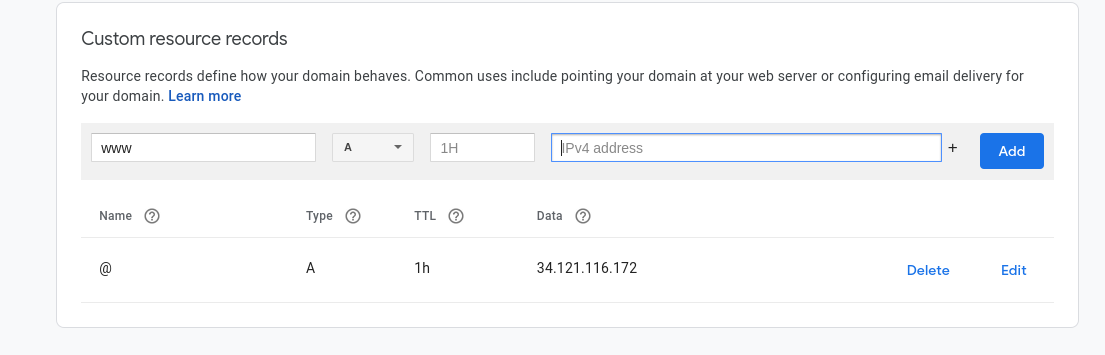 Custom resource records
Resource records define how your domain behaves. Common uses include pointing your domain at your web server or configuring email delivery for
your domain. Learn more
www A 1H IPv4 address + Add
Name ? Type ? TTL ? Data ?
@ A 1h 34.121.116.172 Delete Edit